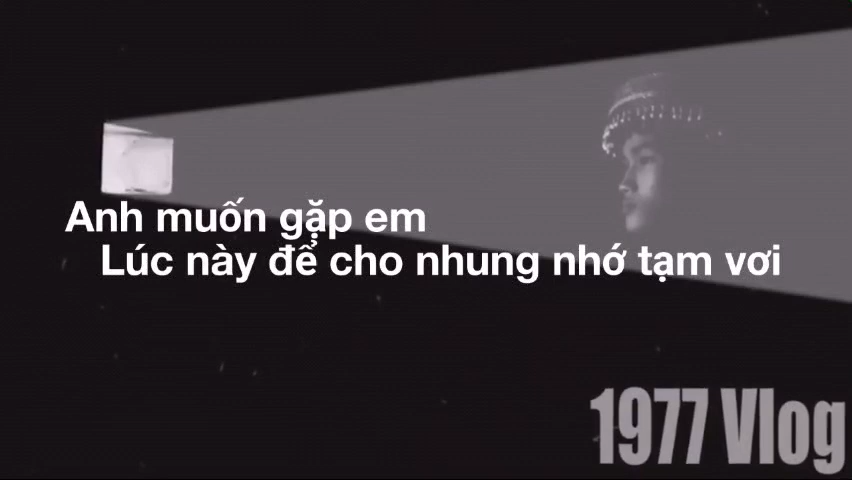 Anh muốn gặp em
Lúc này để cho nhung nhớ tạm vơi
1977 Vlog